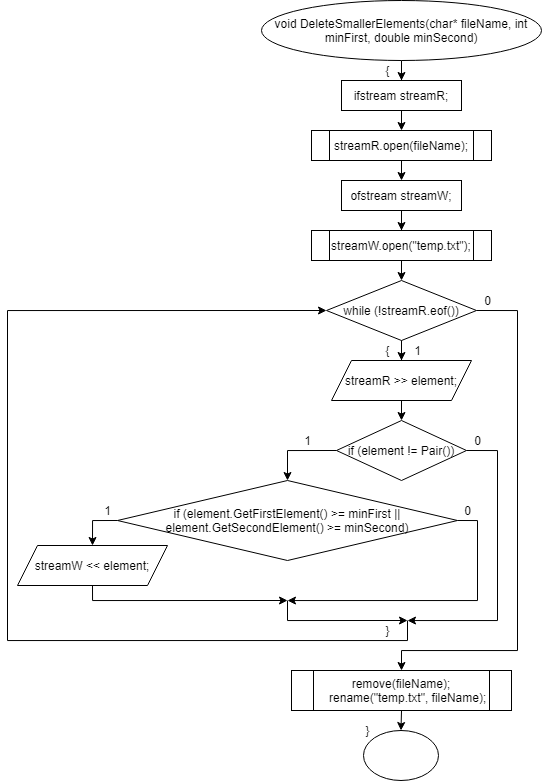 void DeleteSmallerElements(char* fileName, int
minFirst, double minSecond)
{
ifstream streamR;
streamR.open(fileName);
ofstream streamW;
streamW.open("temp.txt");
while (!streamR.eof())
0
{ 1
streamR >> element;
if (element != Pair())
1
0
if (element.GetFirstElement() >= minFirst ||
element.GetSecondElement() >= minSecond)
1
0
streamW << element;
}
remove(fileName);
rename("temp.txt", fileName);
}